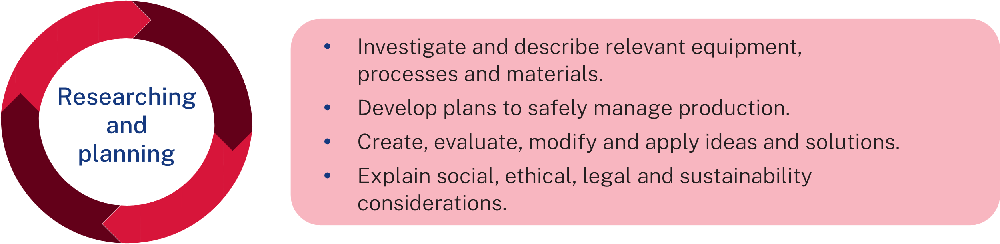 Researching
and
planning
• Investigate and describe relevant equipment,
processes and materials.
• Develop plans to safely manage production.
• Create, evaluate, modify and apply ideas and solutions.
• Explain social, ethical, legal and sustainability
considerations.